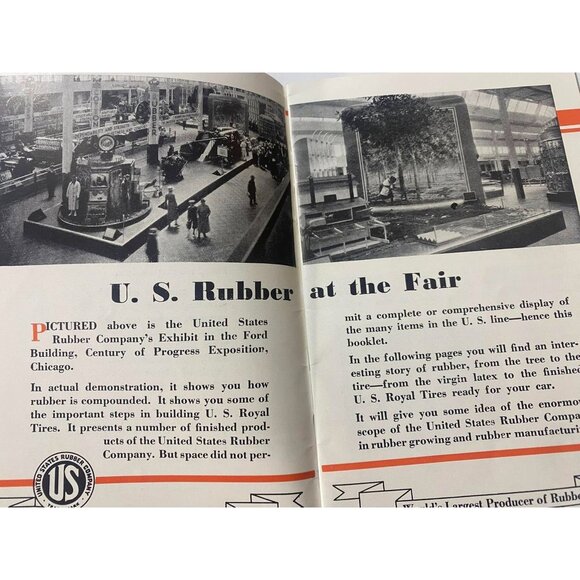 U. S. Rubber at the Fair
PICTURED above is the United States
Rubber Company's Exhibit in the Ford
Building, Century of Progress Exposition,
Chicago.
In actual demonstration, it shows you how
rubber is compounded. It shows you some of
the important steps in building U. S. Royal
Tires. It presents a number of finished prod-
ucts of the United States Rubber
Company. But space did not per-
UNITED STATES RUBBER COMPANY
US
mit a complete or comprehensive display of
the many items in the U. S. line—hence this
booklet.
In the following pages you will find an inter-
esting story of rubber, from the tree to the
tire—from the virgin latex to the finished
U. S. Royal Tires ready for your car.
It will give you some idea of the enormou
scope of the United States Rubber Compan
in rubber growing and rubber manufacturin
World's Largest Producer of Rubbe